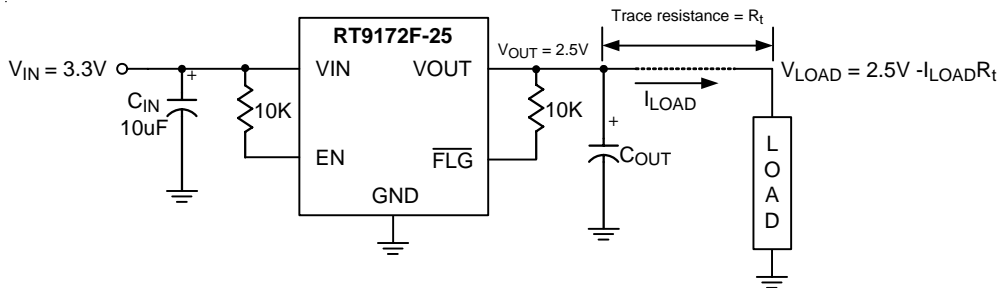 Trace resistance = Rt
RT9172F-25
VOUT = 2.5V
VIN = 3.3V
VIN
VOUT
VLOAD = 2.5V -ILOADRt
+
CIN
10uF
10K
10K
ILOAD
+
COUT
EN
FLG
GND
LOAD